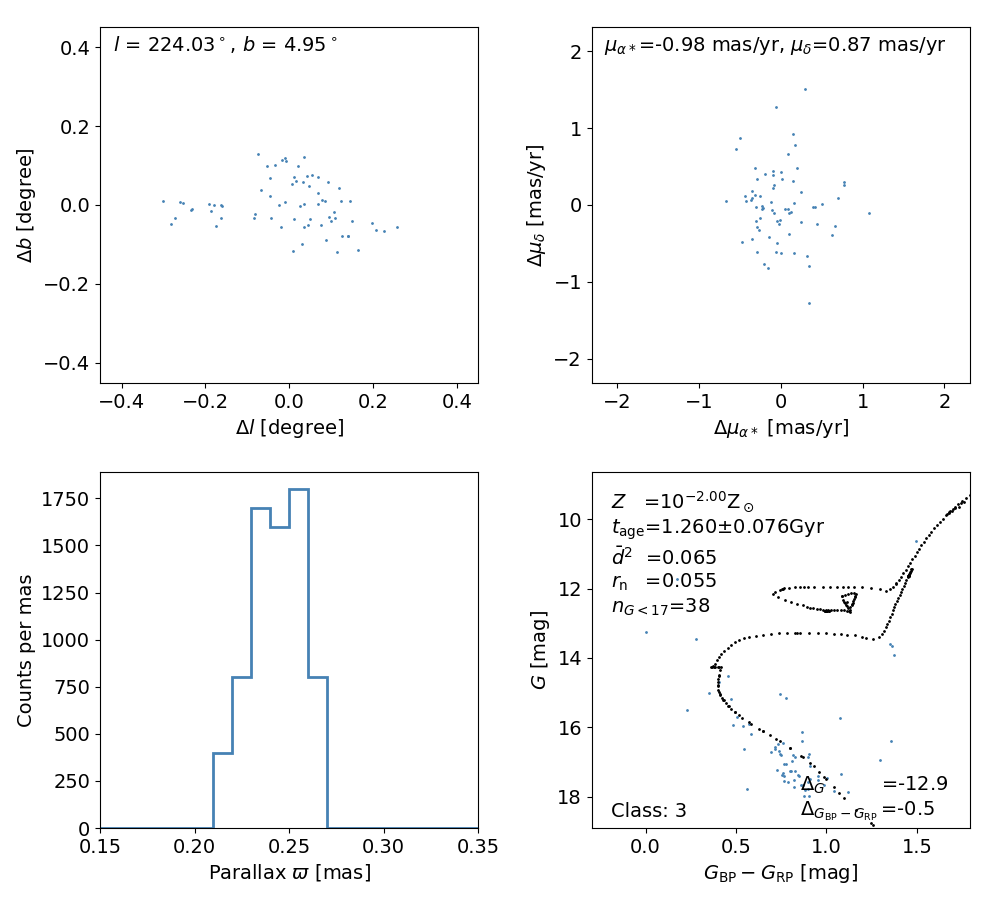 l = 224.03°, b = 4.95°
0.4
0.2
0.0
−0.2
−0.4
Δb [degree]
−0.4 −0.2 0.0 0.2 0.4
Δl [degree]
μα*=-0.98 mas/yr, μδ=0.87 mas/yr
2
1
0
−1
−2
Δμδ [mas/yr]
−2 −1 0 1 2
Δμα* [mas/yr]
1750
1500
1250
1000
750
500
250
0
Counts per mas
0.15 0.20 0.25 0.30 0.35
Parallax ϖ [mas]
Z =10−2.00Z⊙
tage=1.260±0.076Gyr
d̄2 =0.065
rn =0.055
nG<17=38
10
12
14
16
18
G [mag]
ΔG =-12.9
Class: 3
ΔGBP−GRP=-0.5
0.0 0.5 1.0 1.5
GBP−GRP [mag]